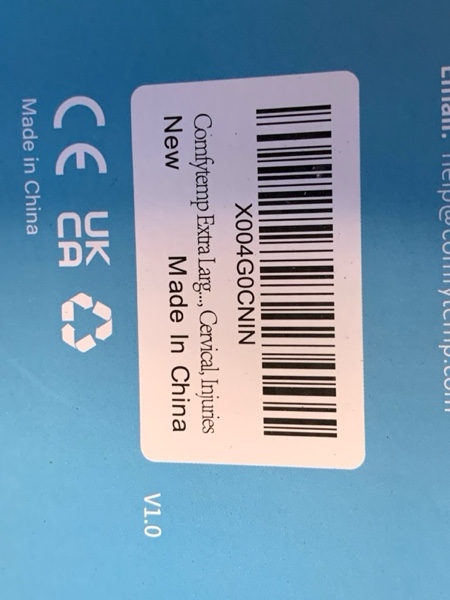 Email: help@comfytemp.com
X004G0CNIN
Comfytemp Extra Larg..., Cervical, Injuries
New Made In China
V1.0
CE UK
CA
Made in China